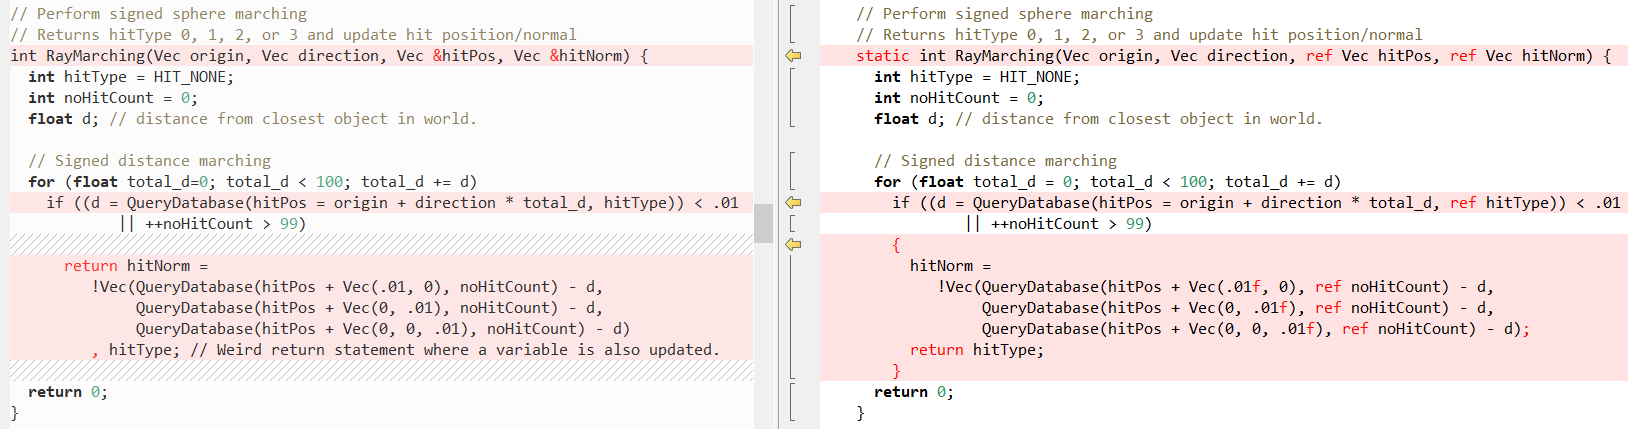 // Perform signed sphere marching
// Returns hitType 0, 1, 2, or 3 and update hit position/normal
int RayMarching(Vec origin, Vec direction, Vec &hitPos, Vec &hitNorm) {
  int hitType = HIT_NONE;
  int noHitCount = 0;
  float d; // distance from closest object in world.

  // Signed distance marching
  for (float total_d=0; total_d < 100; total_d += d)
    if ((d = QueryDatabase(hitPos = origin + direction * total_d, hitType)) < .01
            || ++noHitCount > 99)
      return hitNorm =
         !Vec(QueryDatabase(hitPos + Vec(.01, 0), noHitCount) - d,
              QueryDatabase(hitPos + Vec(0, .01), noHitCount) - d,
              QueryDatabase(hitPos + Vec(0, 0, .01), noHitCount) - d)
         , hitType; // Weird return statement where a variable is also updated.
  return 0;
}
// Perform signed sphere marching
// Returns hitType 0, 1, 2, or 3 and update hit position/normal
static int RayMarching(Vec origin, Vec direction, ref Vec hitPos, ref Vec hitNorm) {
  int hitType = HIT_NONE;
  int noHitCount = 0;
  float d; // distance from closest object in world.

  // Signed distance marching
  for (float total_d = 0; total_d < 100; total_d += d)
    if ((d = QueryDatabase(hitPos = origin + direction * total_d, ref hitType)) < .01
            || ++noHitCount > 99)
    {
      hitNorm =
         !Vec(QueryDatabase(hitPos + Vec(.01f, 0), ref noHitCount) - d,
              QueryDatabase(hitPos + Vec(0, .01f), ref noHitCount) - d,
              QueryDatabase(hitPos + Vec(0, 0, .01f), ref noHitCount) - d);
      return hitType;
    }
  return 0;
}